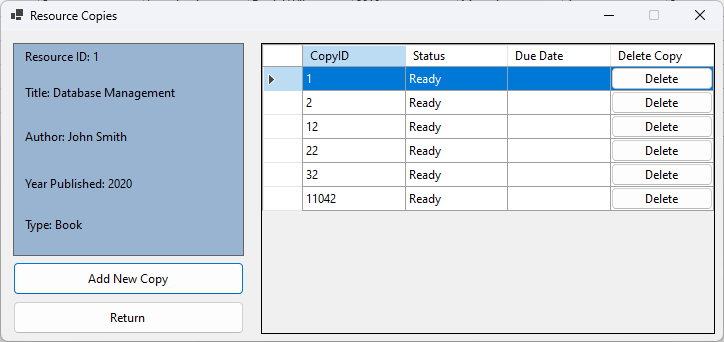 Resource Copies
Resource ID: 1
Title: Database Management
Author: John Smith
Year Published: 2020
Type: Book
Add New Copy
Return
CopyID Status Due Date Delete Copy
1 Ready Delete
2 Ready Delete
12 Ready Delete
22 Ready Delete
32 Ready Delete
11042 Ready Delete